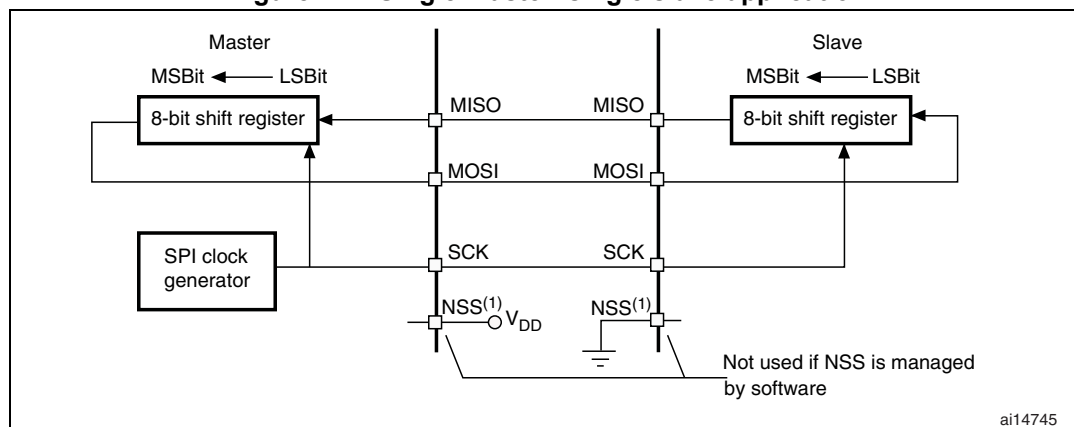 Master
MSBit LSBit
8-bit shift register
SPI clock
generator
MISO
MOSI
SCK
NSS(1)
VDD
Slave
MSBit LSBit
8-bit shift register
MISO
MOSI
SCK
NSS(1)
Not used if NSS is managed
by software
ai14745